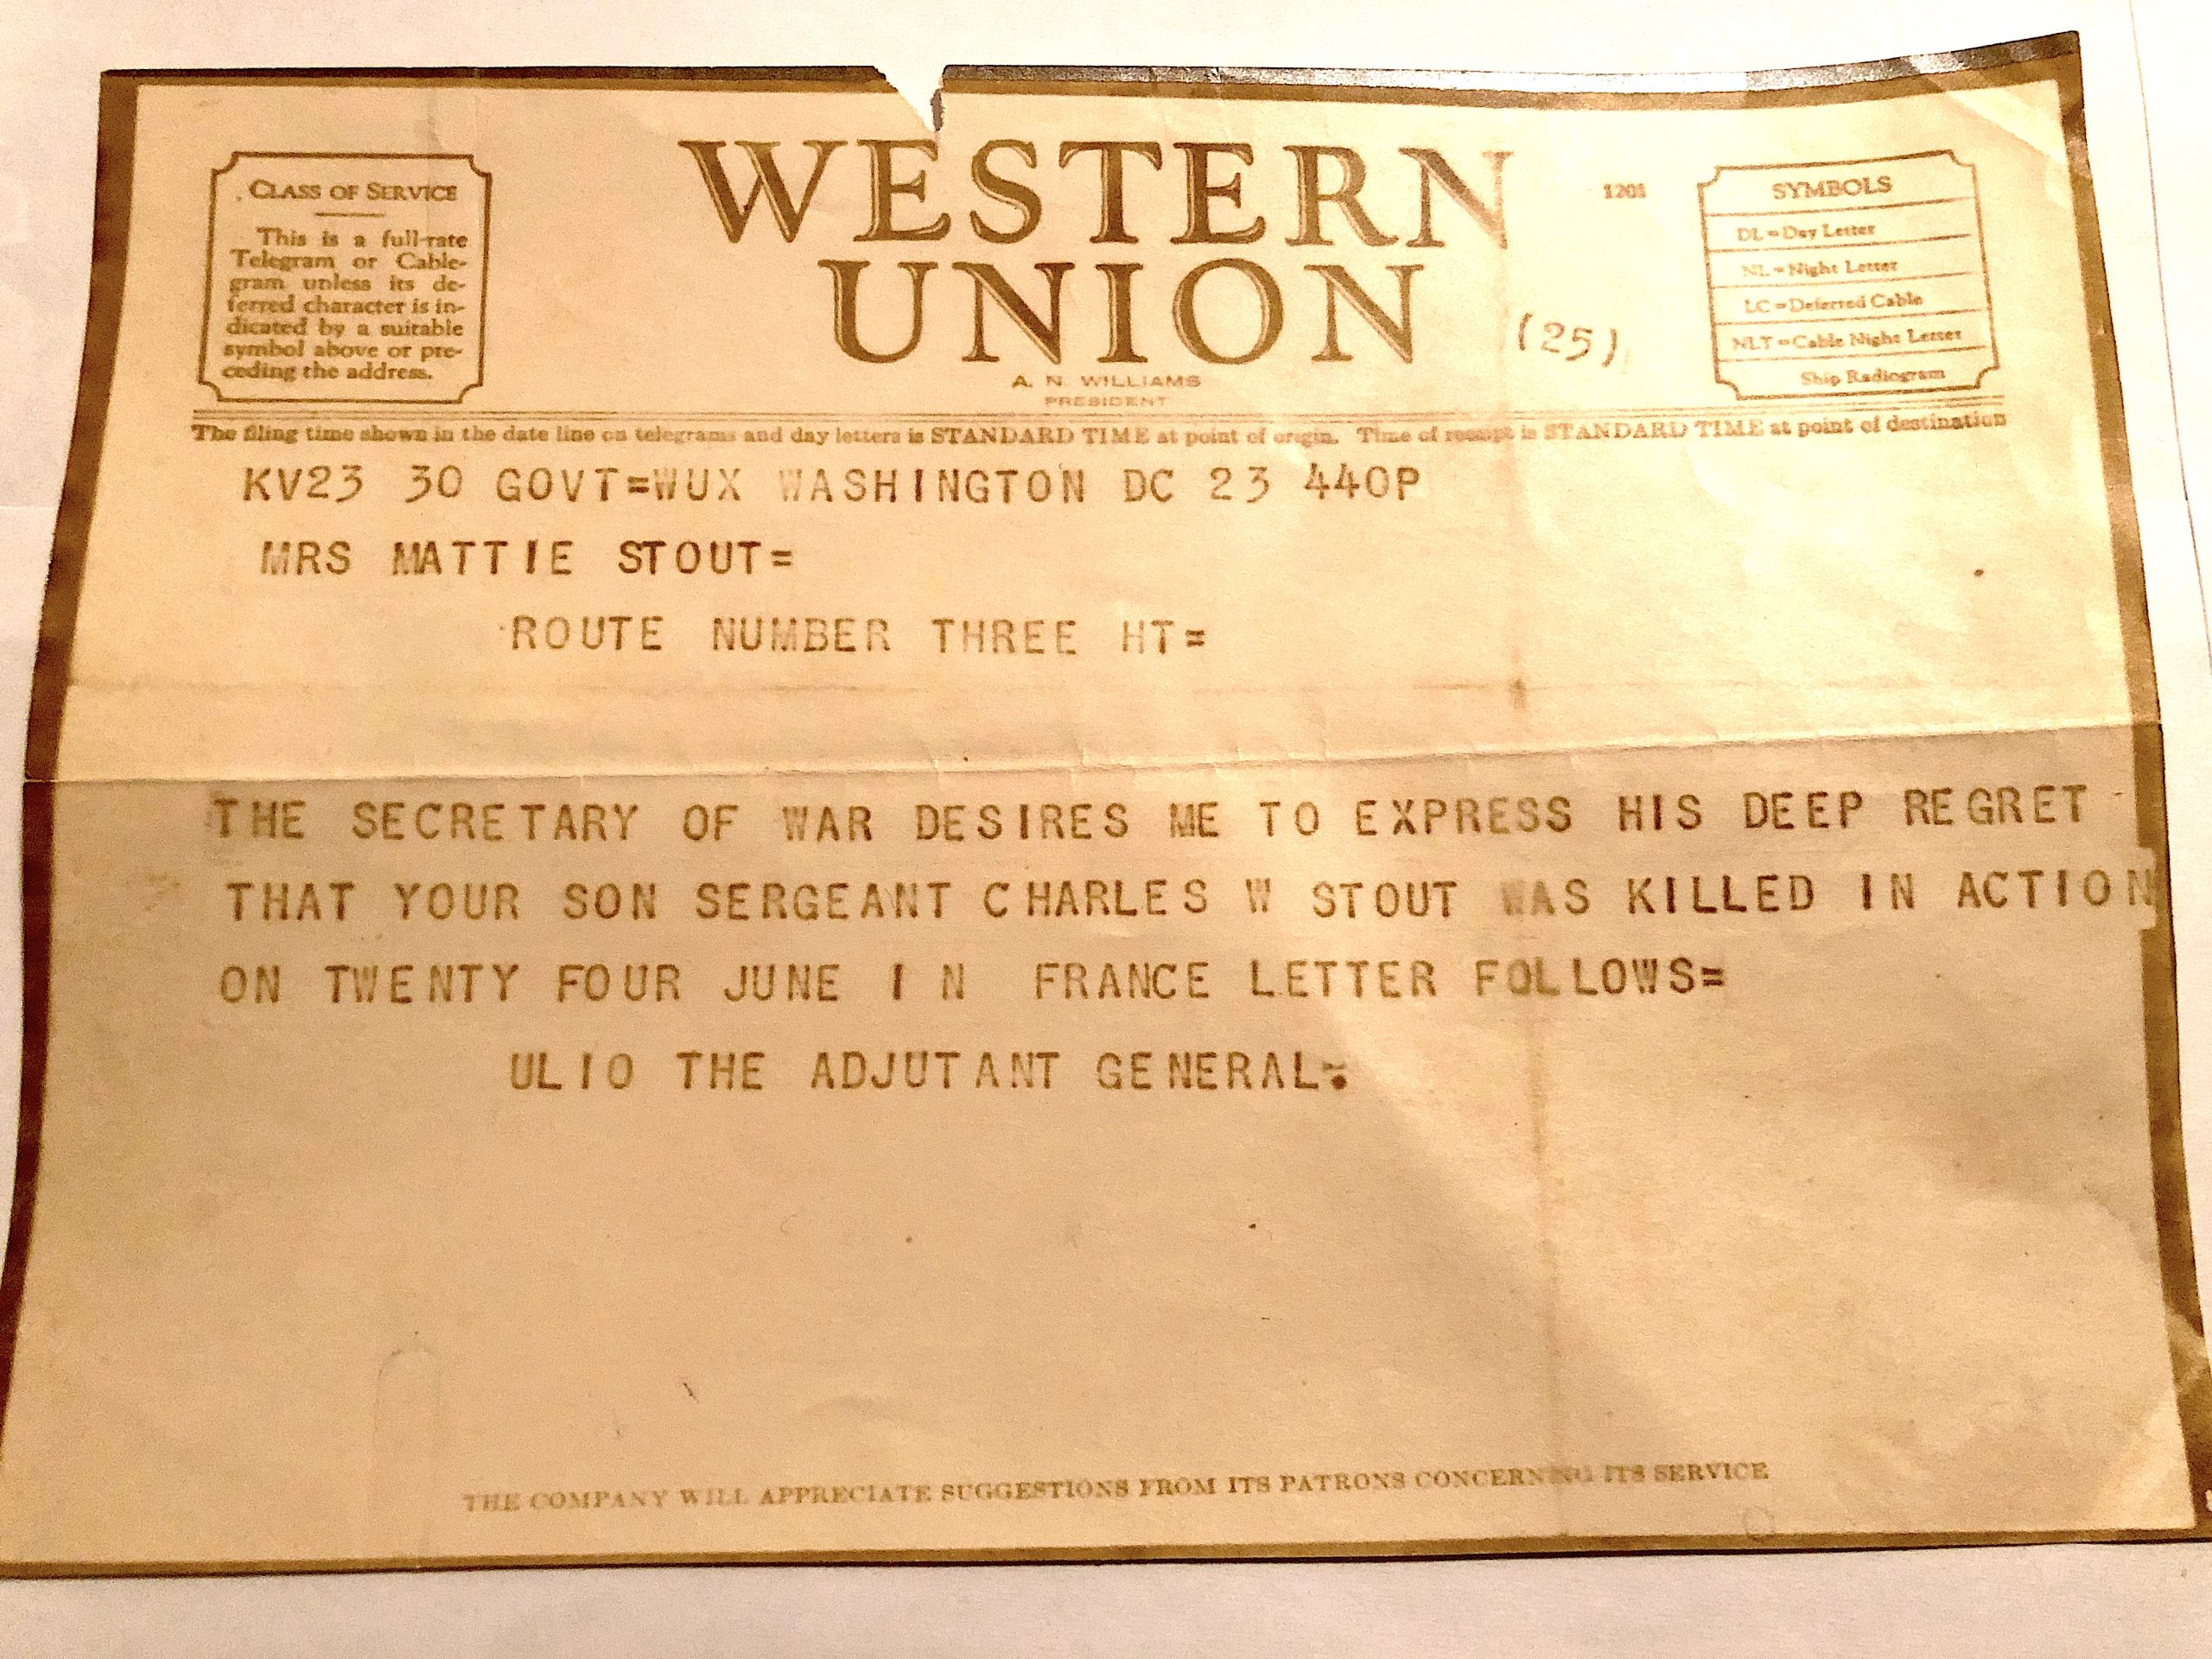 WESTERN
UNION
1201
(25)
A. N. WILLIAMS
PRESIDENT
CLASS OF SERVICE
This is a full-rate
Telegram or Cable-
gram unless its de-
ferred character is in-
dicated by a suitable
symbol above or pre-
ceding the address.
SYMBOLS
DL=Day Letter
NL=Night Letter
LC=Deferred Cable
NLT=Cable Night Letter
Ship Radiogram
The filing time shown in the date line on telegrams and day letters is STANDARD TIME at point of origin. Time of receipt is STANDARD TIME at point of destination
KV23 30 GOVT=WUX WASHINGTON DC 23 440P
MRS MATTIE STOUT=
ROUTE NUMBER THREE HT=
THE SECRETARY OF WAR DESIRES ME TO EXPRESS HIS DEEP REGRET
THAT YOUR SON SERGEANT CHARLES W STOUT WAS KILLED IN ACTION
ON TWENTY FOUR JUNE I N FRANCE LETTER FOLLOWS=
ULIO THE ADJUTANT GENERAL.
THE COMPANY WILL APPRECIATE SUGGESTIONS FROM ITS PATRONS CONCERNING ITS SERVICE